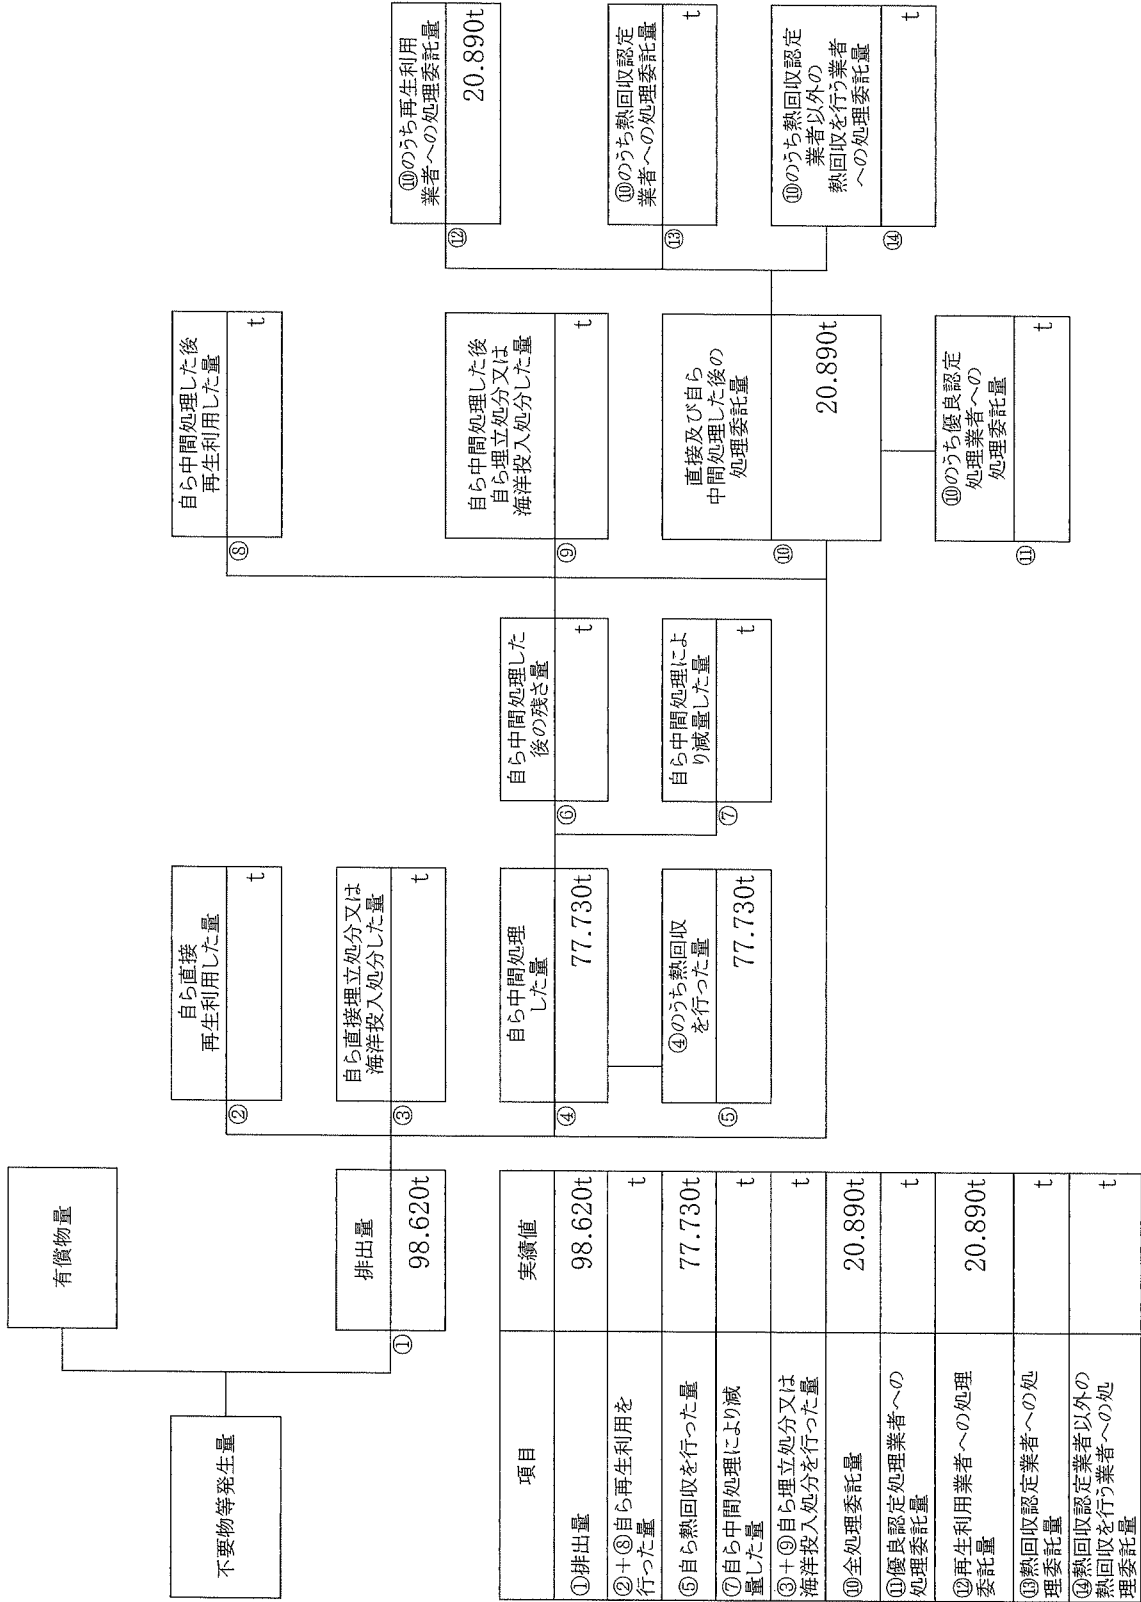 不要物等発生量
有償物量
排出量
① 98.620t
自ら直接
再生利用した量
② t
自ら直接埋立処分又は
海洋投入処分した量
③ t
自ら中間処理
した量
④ 77.730t
④のうち熱回収
を行った量
⑤ 77.730t
自ら中間処理した
後の残さ量
⑥ t
自ら中間処理によ
り減量した量
⑦ t
自ら中間処理した後
再生利用した量
⑧ t
自ら中間処理した後
自ら埋立処分又は
海洋投入処分した量
⑨ t
直接及び自ら
中間処理した後の
処理委託量
⑩ 20.890t
⑩のうち優良認定
処理業者への
処理委託量
⑪ t
⑩のうち再生利用
業者への処理委託量
⑫ 20.890t
⑩のうち熱回収認定
業者への処理委託量
⑬ t
⑩のうち熱回収認定
業者以外の
熱回収を行う業者
への処理委託量
⑭ t
項目 実績値
①排出量 98.620t
②+⑧自ら再生利用を
行った量 t
⑤自ら熱回収を行った量 77.730t
⑦自ら中間処理により減
量した量 t
③+⑨自ら埋立処分又は
海洋投入処分を行った量 t
⑩全処理委託量 20.890t
⑪優良認定処理業者への
処理委託量 t
⑫再生利用業者への処理
委託量 20.890t
⑬熱回収認定業者への処
理委託量 t
⑭熱回収認定業者以外の
熱回収を行う業者への処
理委託量 t